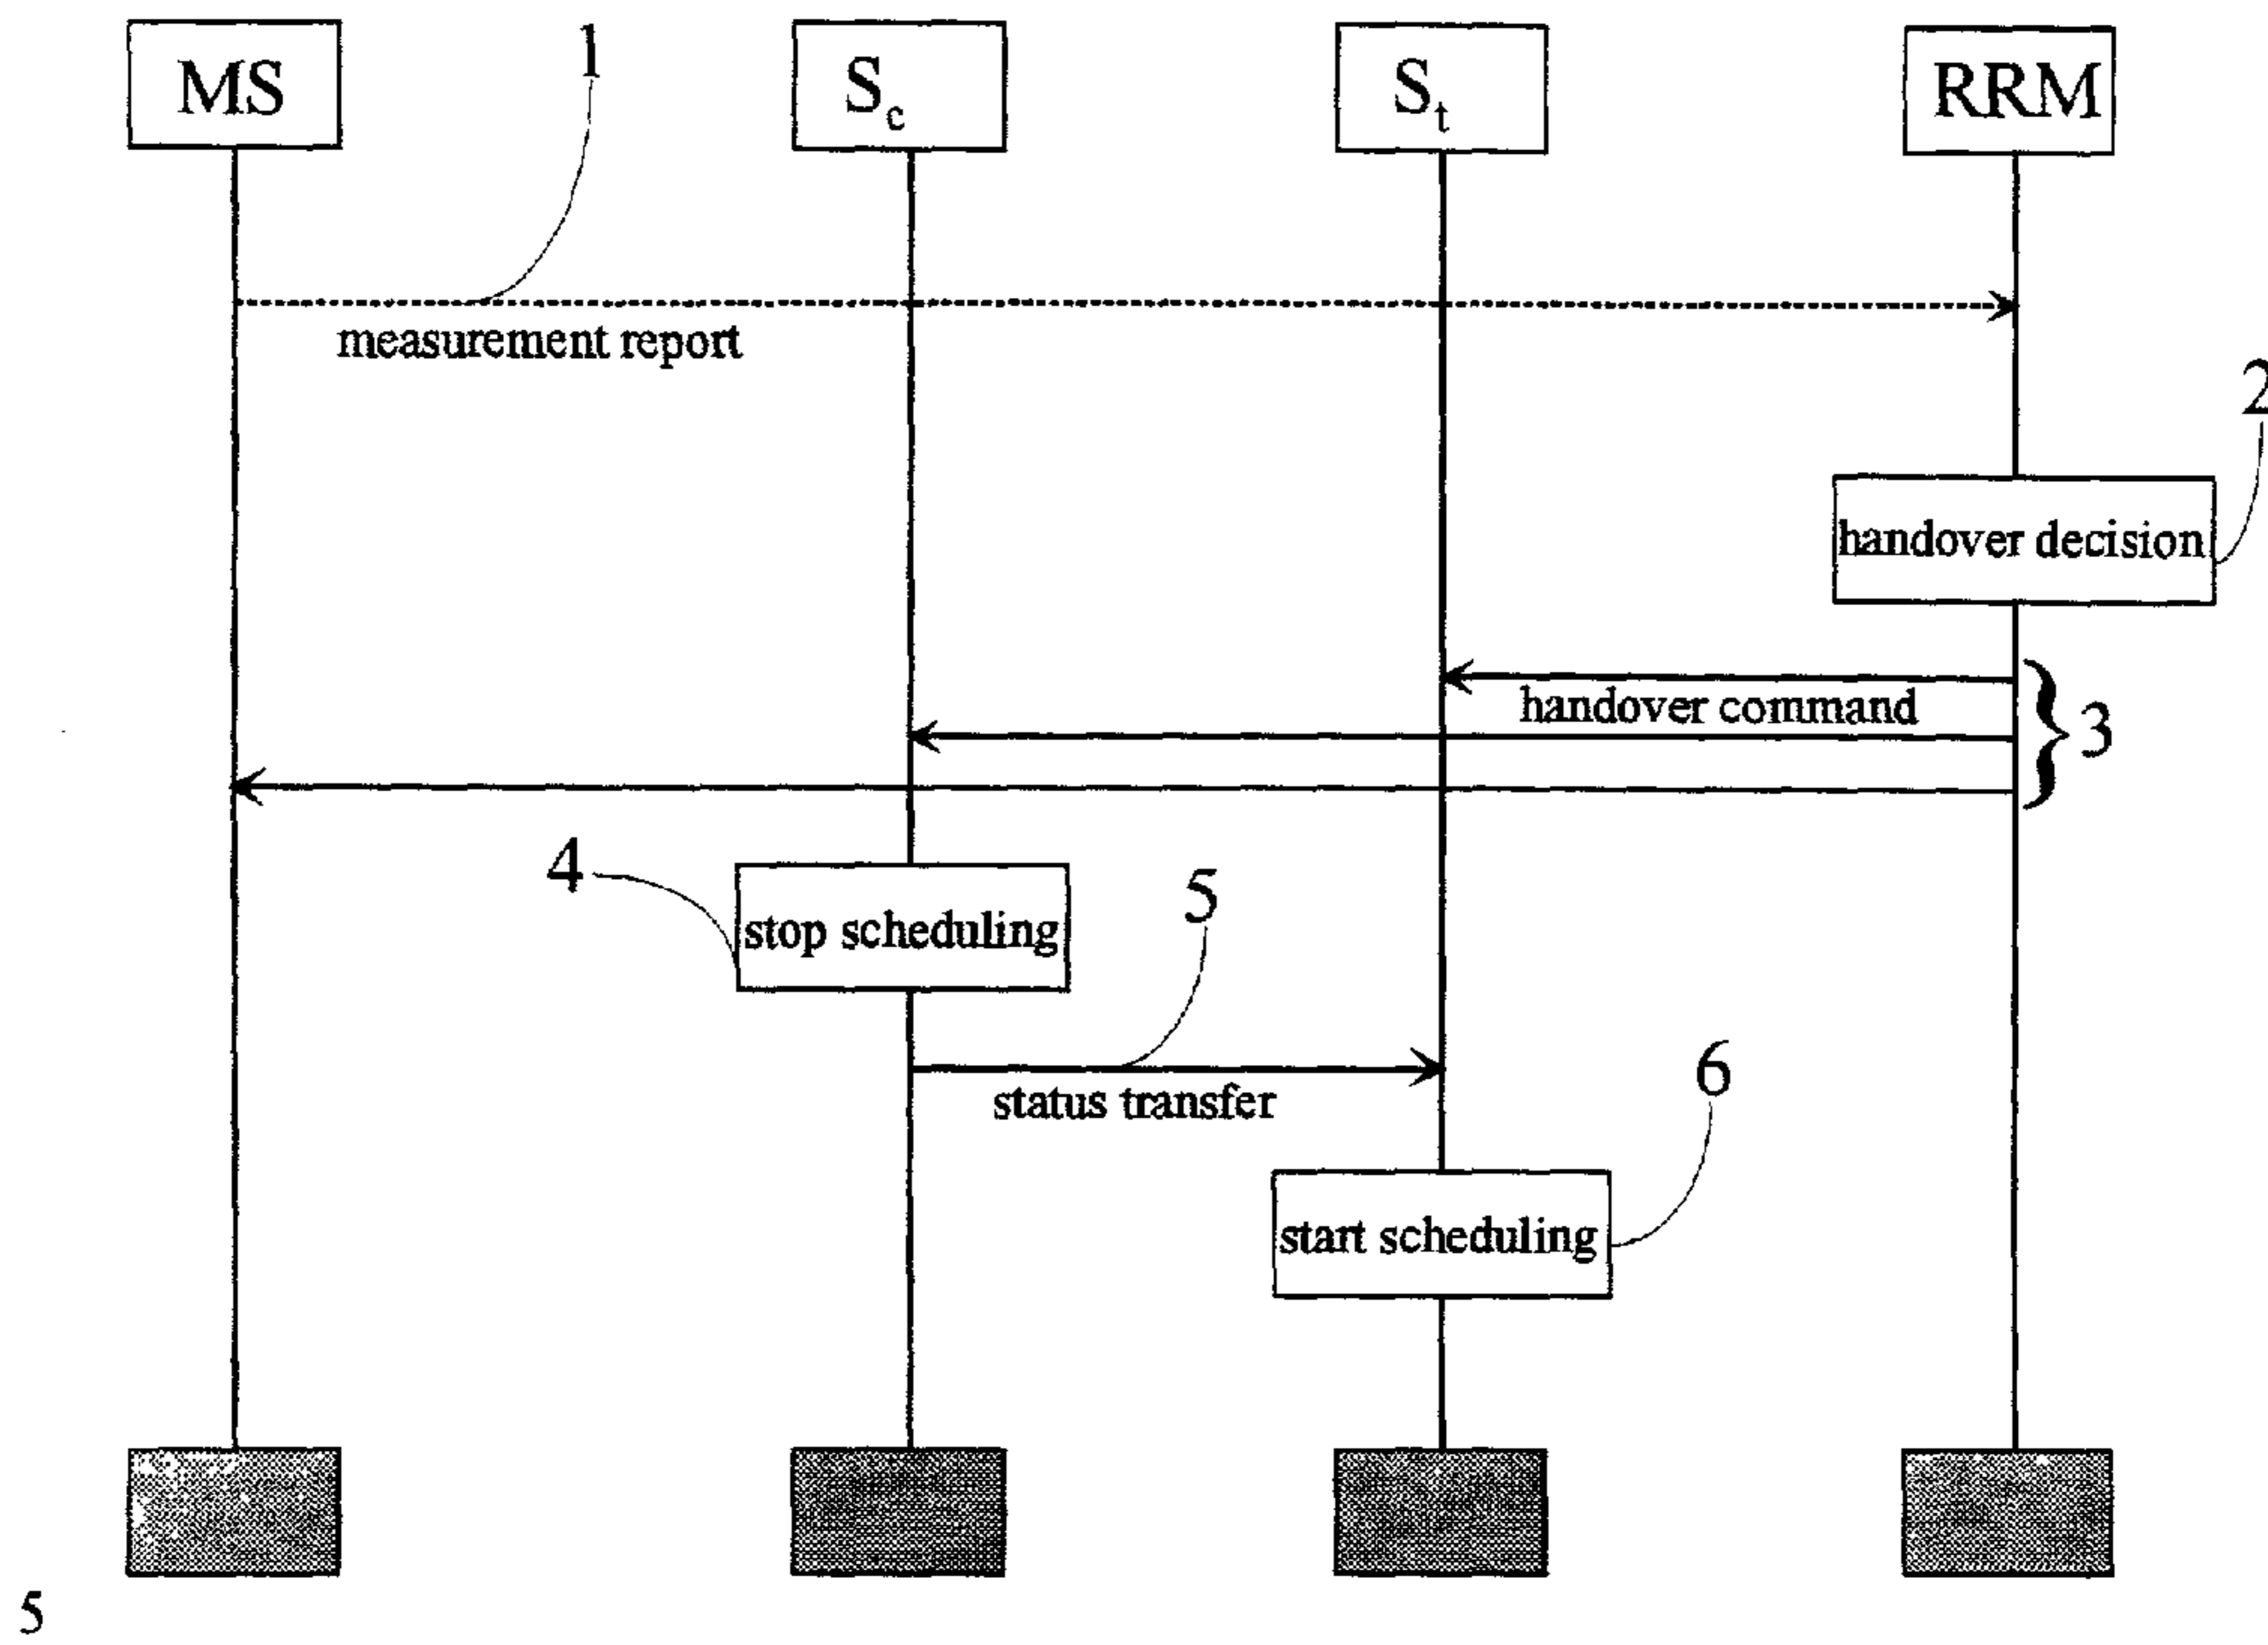 MS
1
Sc
St
RRM
measurement report
2
handover decision
handover command
3
4
stop scheduling
5
status transfer
6
start scheduling
5